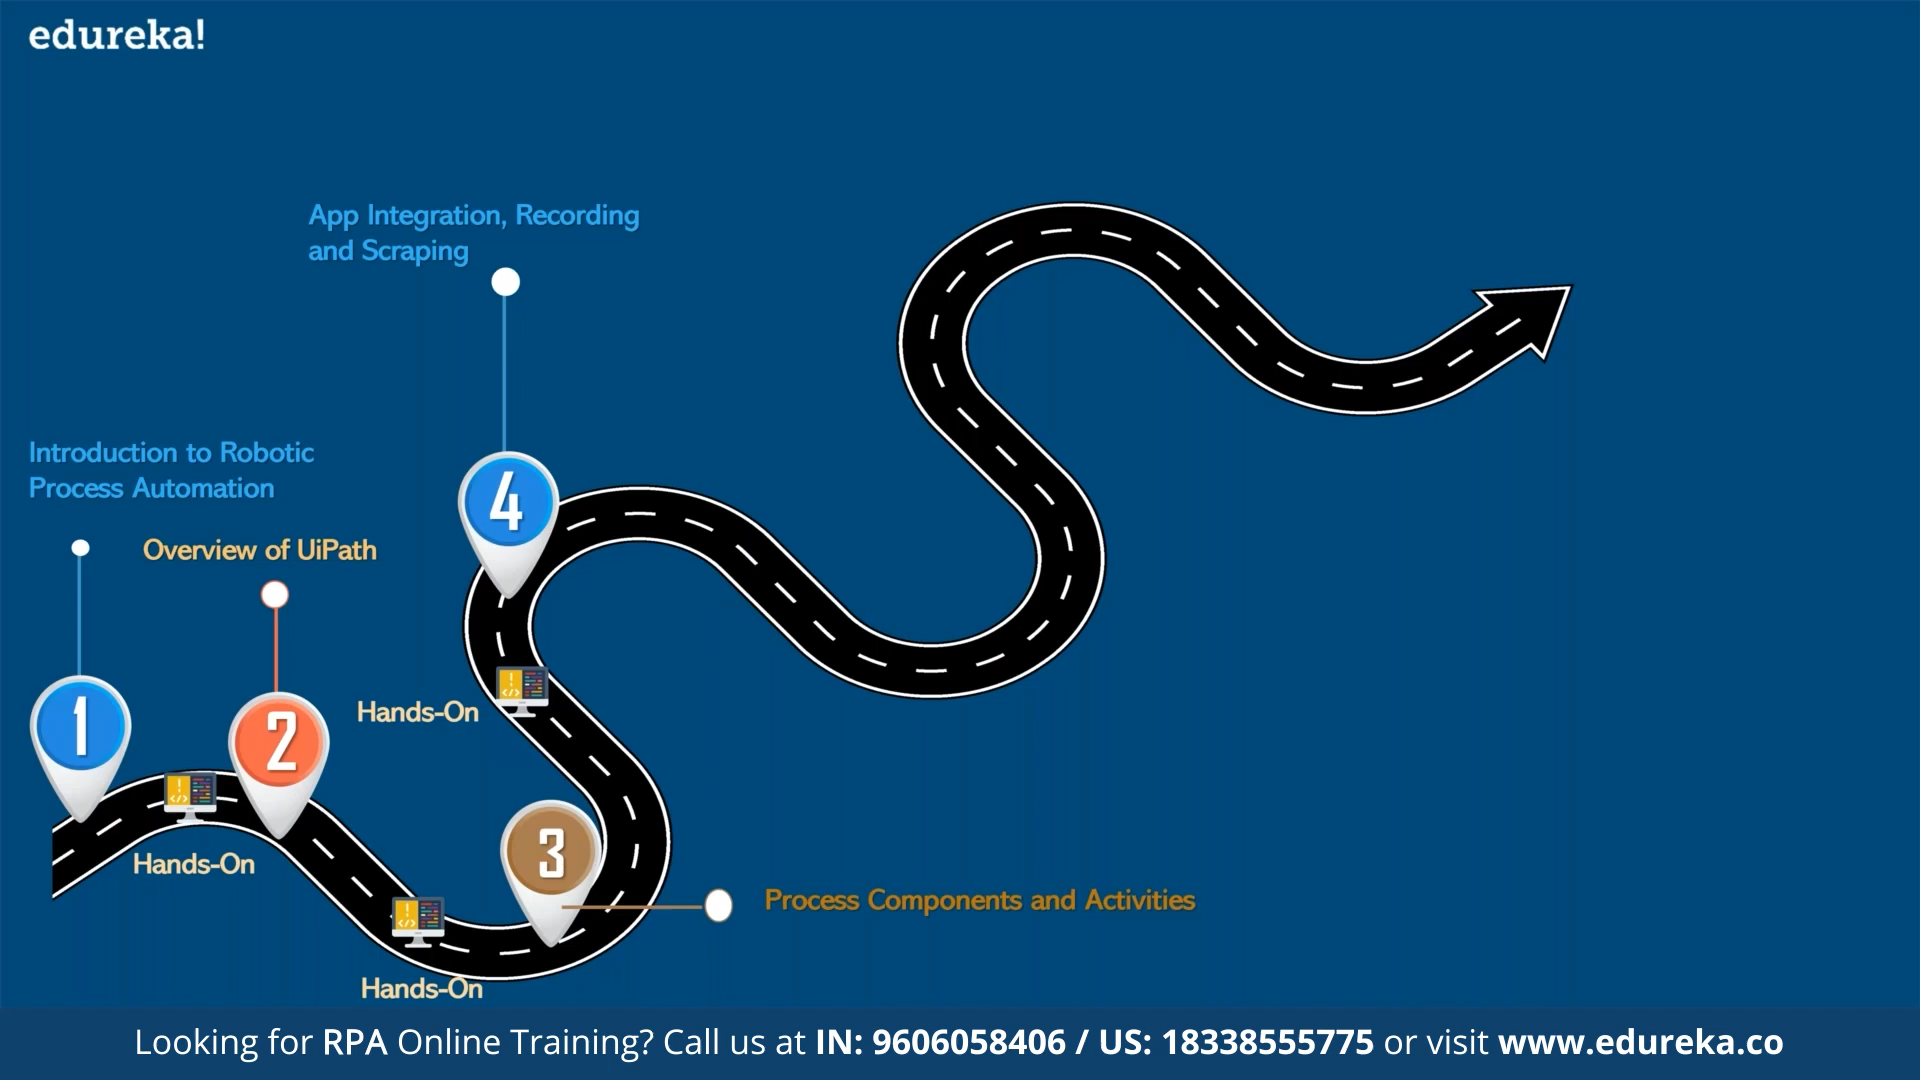 edureka!
App Integration, Recording
and Scraping
Introduction to Robotic
Process Automation
Overview of UiPath
4
1
2
Hands-On
3
Hands-On
Process Components and Activities
Hands-On
Looking for RPA Online Training? Call us at IN: 9606058406 / US: 18338555775 or visit www.edureka.co